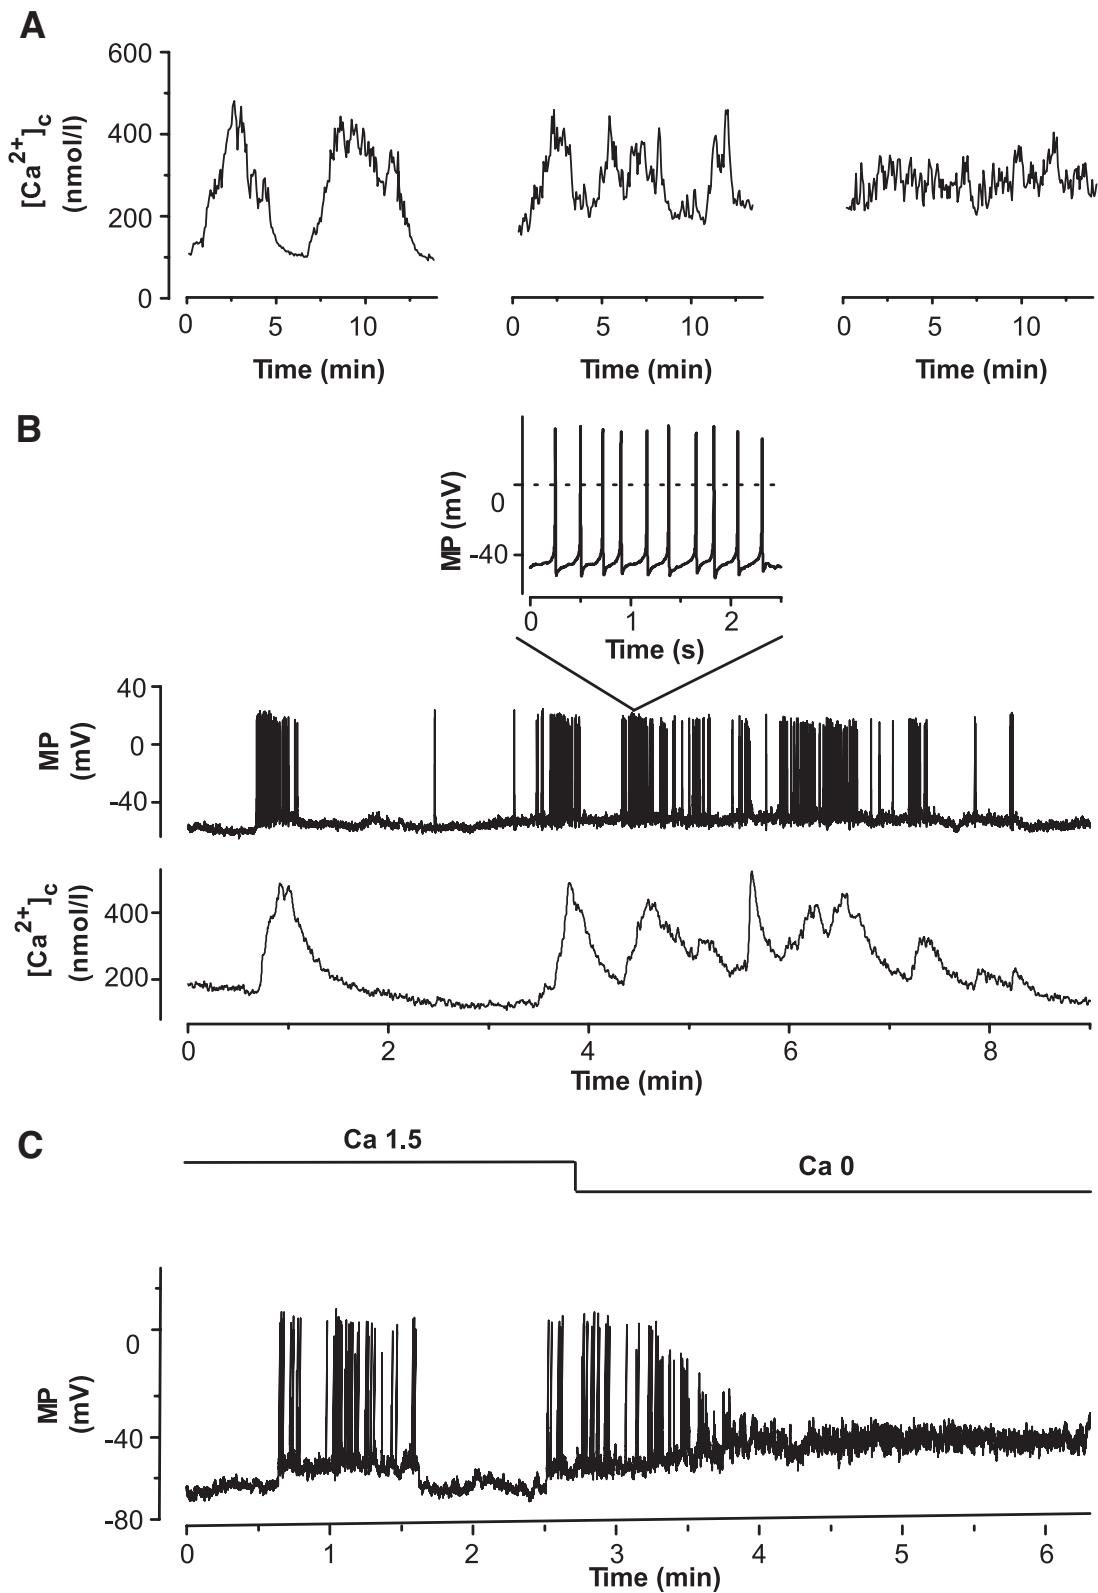 A
600
400
200
0
[Ca2+]c
(nmol/l)
0 5 10
0 5 10
0 5 10
Time (min)
Time (min)
Time (min)
B
MP (mV)
0
-40
0 1 2
Time (s)
40
0
-40
MP
(mV)
400
200
[Ca2+]c
(nmol/l)
0 2 4 6 8
Time (min)
C
Ca 1.5
Ca 0
0
-40
-80
MP
(mV)
0 1 2 3 4 5 6
Time (min)